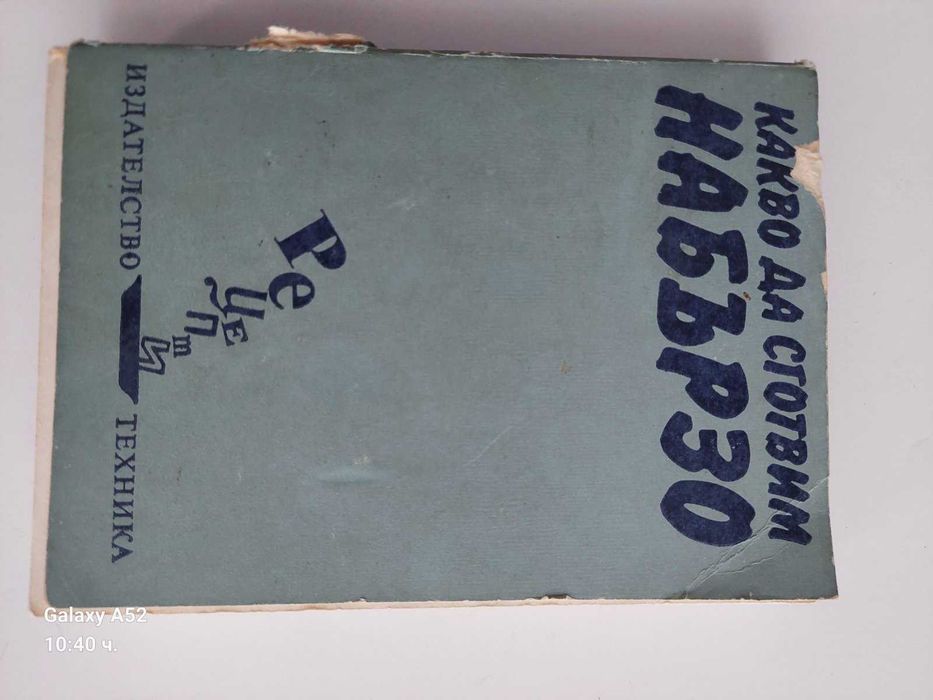 КАКВО ДА СГОТВИМ
НАБЪРЗО
РеЦЕПтИ
ИЗДАТЕЛСТВО ТЕХНИКА
Galaxy A52
10:40 ч.